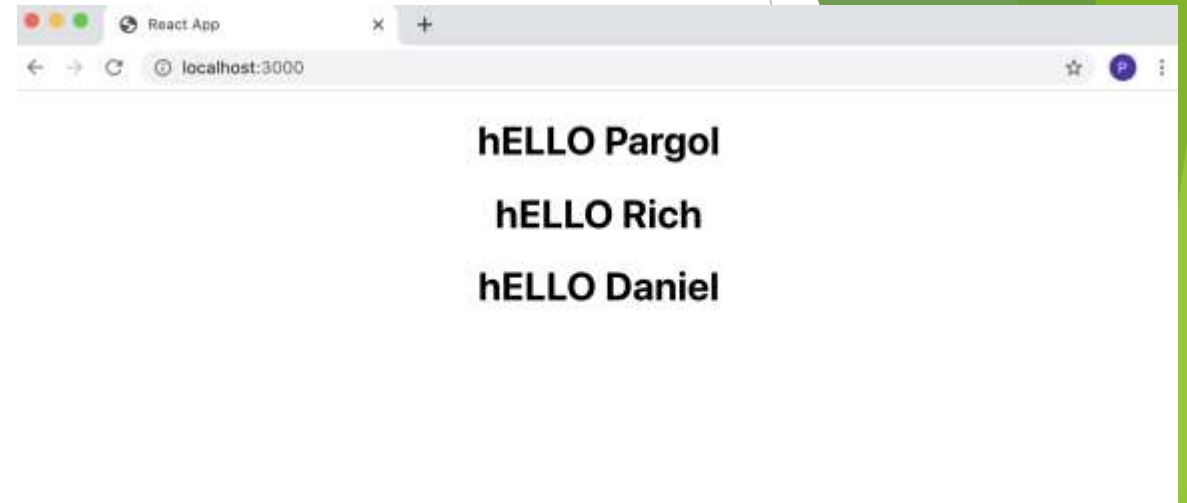 React App
localhost:3000
P
hELLO Pargol
hELLO Rich
hELLO Daniel